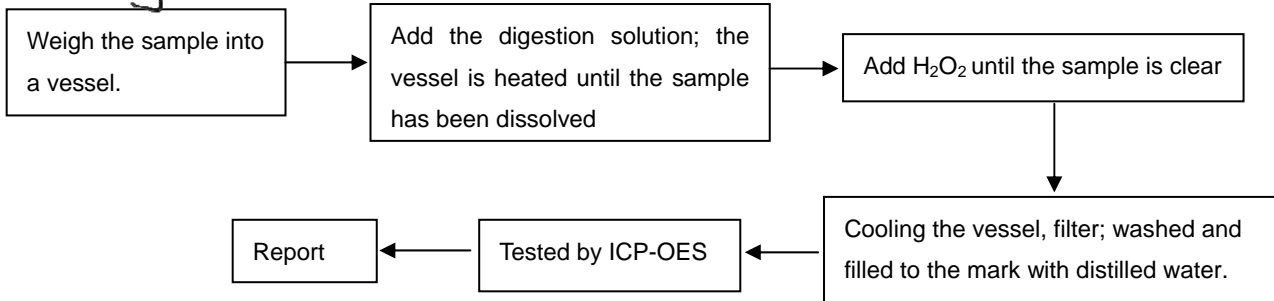 Weigh the sample into
a vessel.
Add the digestion solution; the
vessel is heated until the sample
has been dissolved
Add H₂O₂ until the sample is clear
Cooling the vessel, filter; washed and
filled to the mark with distilled water.
Tested by ICP-OES
Report